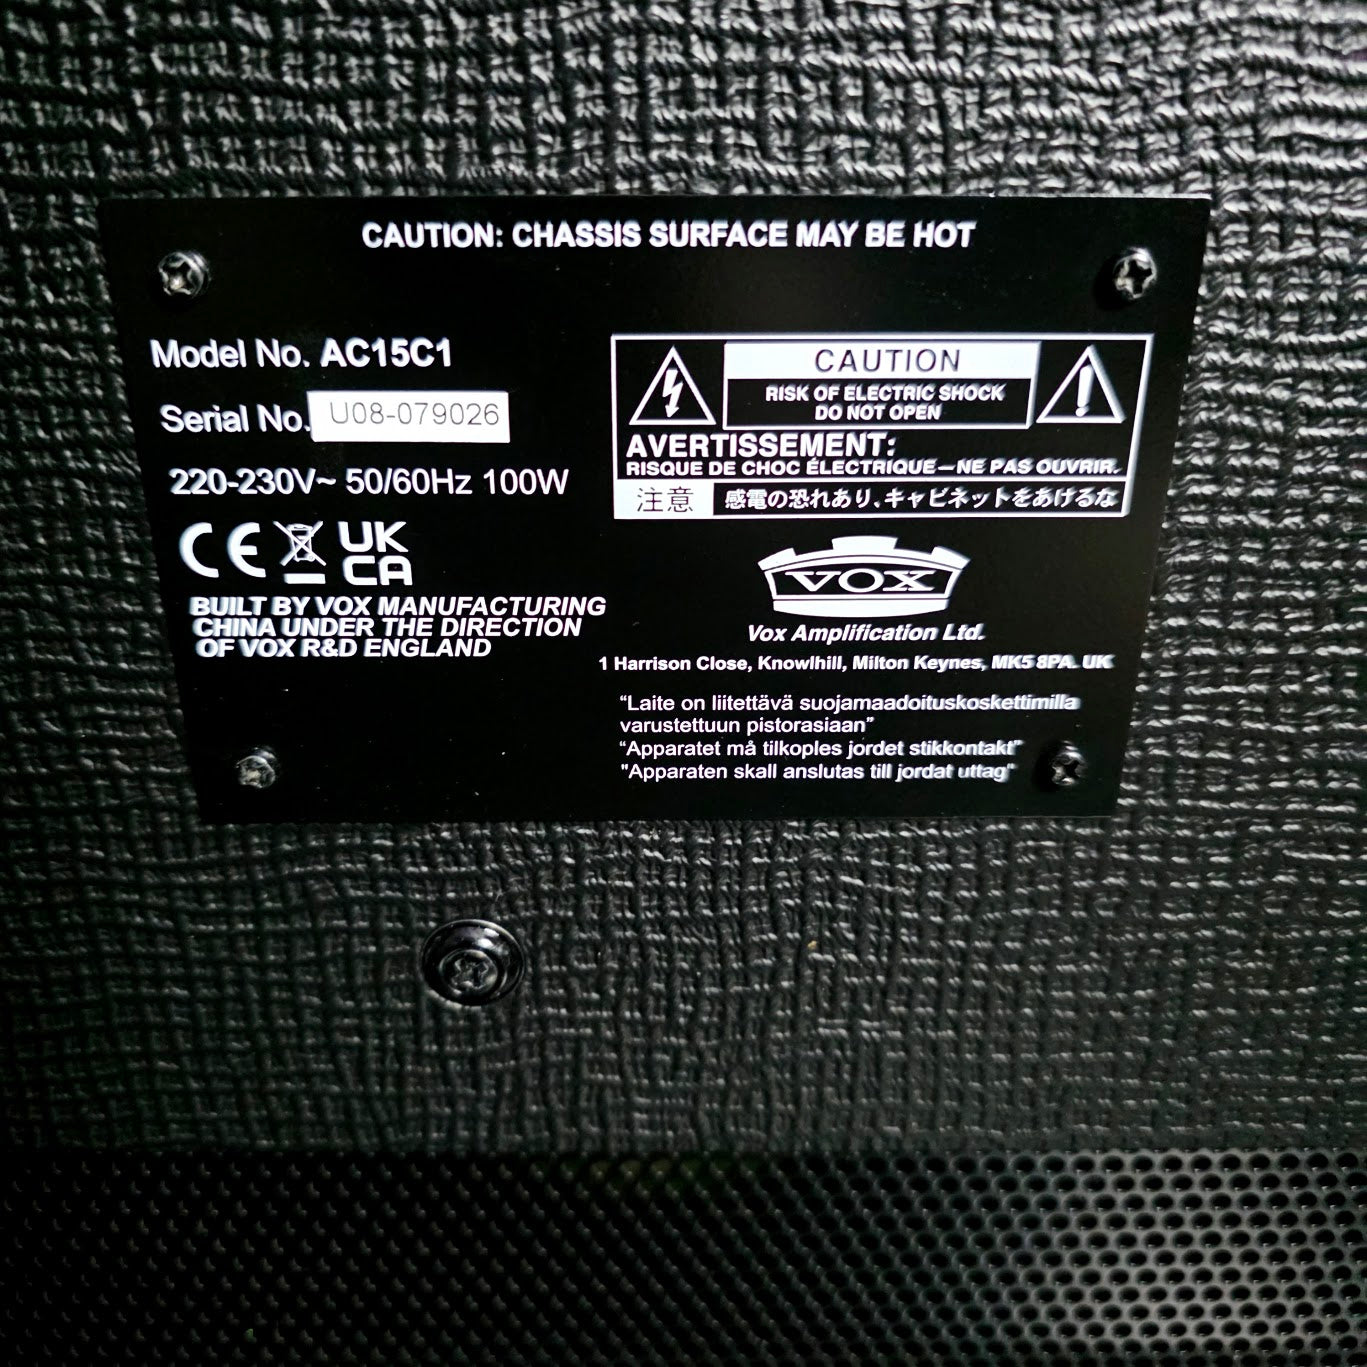 CAUTION: CHASSIS SURFACE MAY BE HOT
Model No. AC15C1
Serial No. U08-079026
220-230V~ 50/60Hz 100W
CE
UK
CA
BUILT BY VOX MANUFACTURING
CHINA UNDER THE DIRECTION
OF VOX R&D ENGLAND
CAUTION
RISK OF ELECTRIC SHOCK
DO NOT OPEN
AVERTISSEMENT:
RISQUE DE CHOC ÉLECTRIQUE—NE PAS OUVRIR.
注意 感電の恐れあり、キャビネットをあけるな
VOX
Vox Amplification Ltd.
1 Harrison Close, Knowlhill, Milton Keynes, MK5 8PA. UK
“Laite on liitettävä suojamaadoituskoskettimilla
varustettuun pistorasiaan”
“Apparatet må tilkoples jordet stikkontakt”
"Apparaten skall anslutas till jordat uttag"